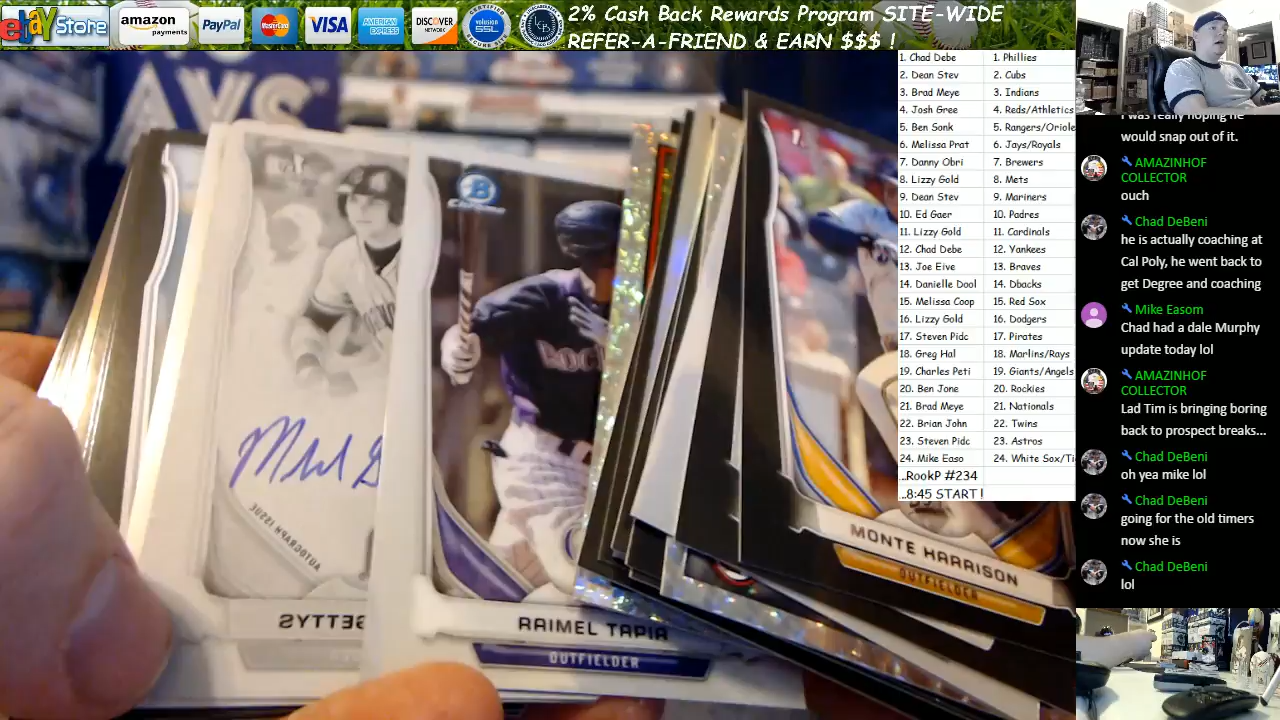 ebay Store
amazon payments
PayPal
MasterCard
VISA
AMERICAN EXPRESS
DISCOVER NETWORK
SSL
2% Cash Back Rewards Program SITE-WIDE
REFER-A-FRIEND & EARN $$$ !
1. Chad Debe 1. Phillies
2. Dean Stev 2. Cubs
3. Brad Meye 3. Indians
4. Josh Gree 4. Reds/Athletics
5. Ben Sonk 5. Rangers/Oriole
6. Melissa Prat 6. Jays/Royals
7. Danny Obri 7. Brewers
8. Lizzy Gold 8. Mets
9. Dean Stev 9. Mariners
10. Ed Gaer 10. Padres
11. Lizzy Gold 11. Cardinals
12. Chad Debe 12. Yankees
13. Joe Eive 13. Braves
14. Danielle Dool 14. Dbacks
15. Melissa Coop 15. Red Sox
16. Lizzy Gold 16. Dodgers
17. Steven Pidc 17. Pirates
18. Greg Hal 18. Marlins/Rays
19. Charles Peti 19. Giants/Angels
20. Ben Jone 20. Rockies
21. Brad Meye 21. Nationals
22. Brian John 22. Twins
23. Steven Pidc 23. Astros
24. Mike Easo 24. White Sox/Ti
...RookP #234
...8:45 START !
I was really hoping he
would snap out of it.
AMAZINHOF
COLLECTOR
ouch
Chad DeBeni
he is actually coaching at
Cal Poly, he went back to
get Degree and coaching
Mike Easom
Chad had a dale Murphy
update today lol
AMAZINHOF
COLLECTOR
Lad Tim is bringing boring
back to prospect breaks...
Chad DeBeni
oh yea mike lol
Chad DeBeni
going for the old timers
now she is
Chad DeBeni
lol
AYS
B
AUTOGRAPH ISSUE
GETTYS
RAIMEL TAPIA
OUTFIELDER
MONTE HARRISON
OUTFIELDER